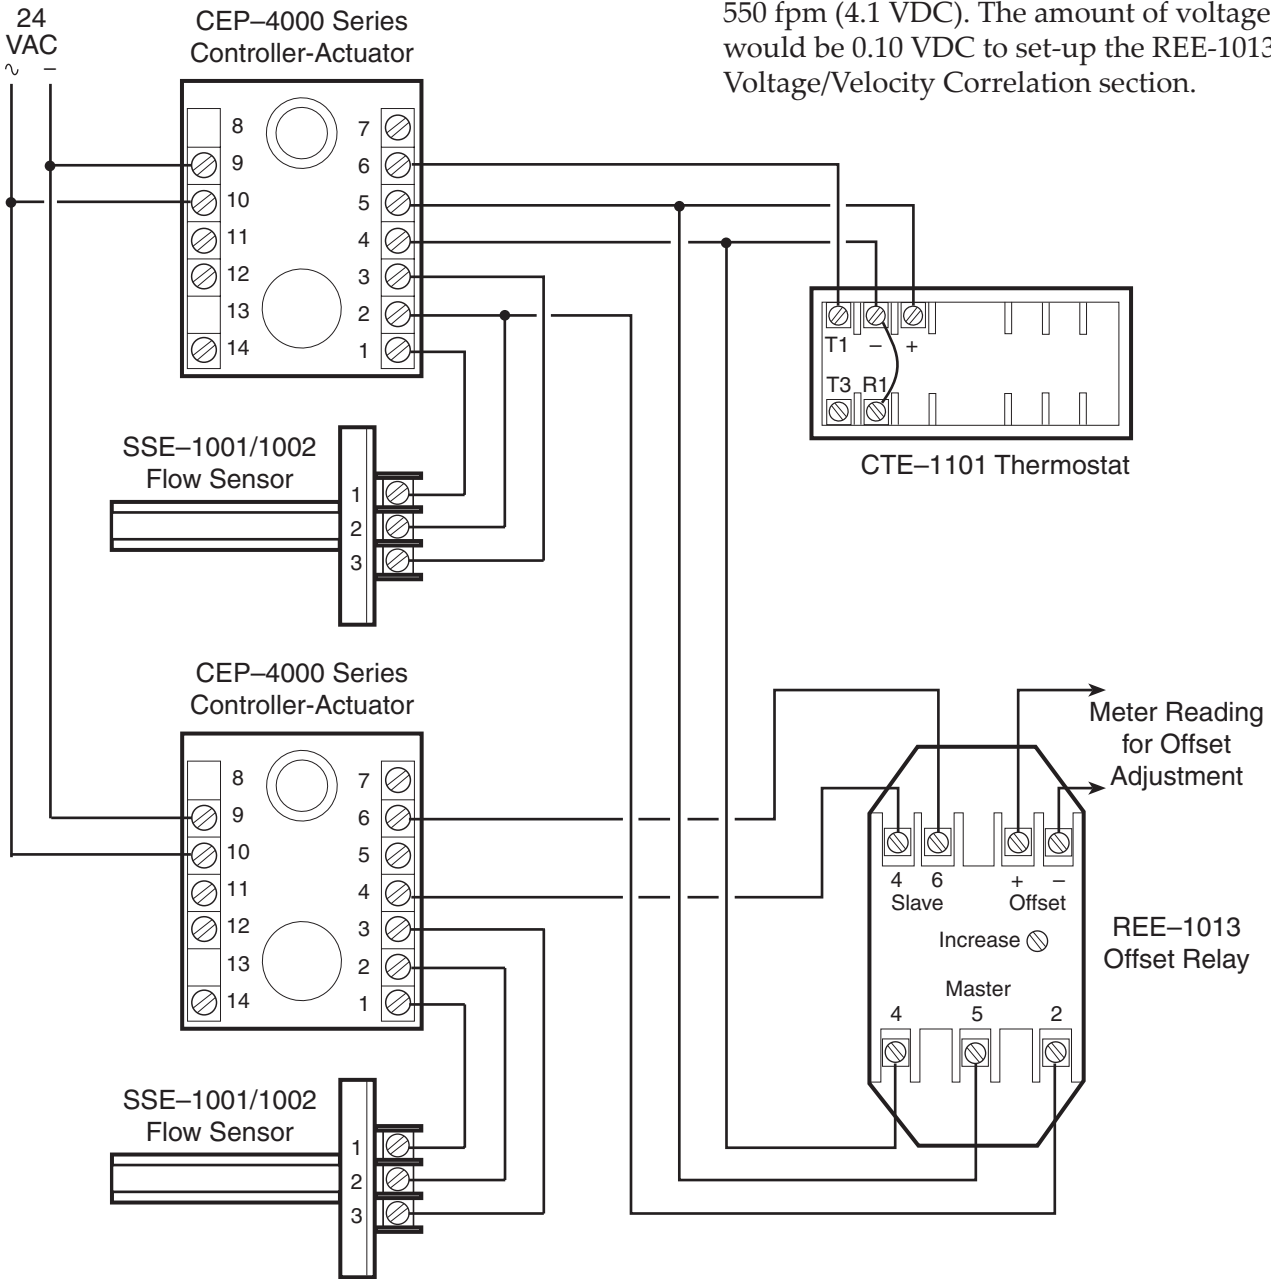 24
VAC
∿ –
CEP–4000 Series
Controller-Actuator
550 fpm (4.1 VDC). The amount of voltage
would be 0.10 VDC to set-up the REE-1013
Voltage/Velocity Correlation section.
8 7
9 6
10 5
11 4
12 3
13 2
14 1
T1 – +
T3 R1
CTE–1101 Thermostat
SSE–1001/1002
Flow Sensor
1
2
3
CEP–4000 Series
Controller-Actuator
8 7
9 6
10 5
11 4
12 3
13 2
14 1
Meter Reading
for Offset
Adjustment
4 6 + –
Slave Offset
Increase
Master
4 5 2
REE–1013
Offset Relay
SSE–1001/1002
Flow Sensor
1
2
3